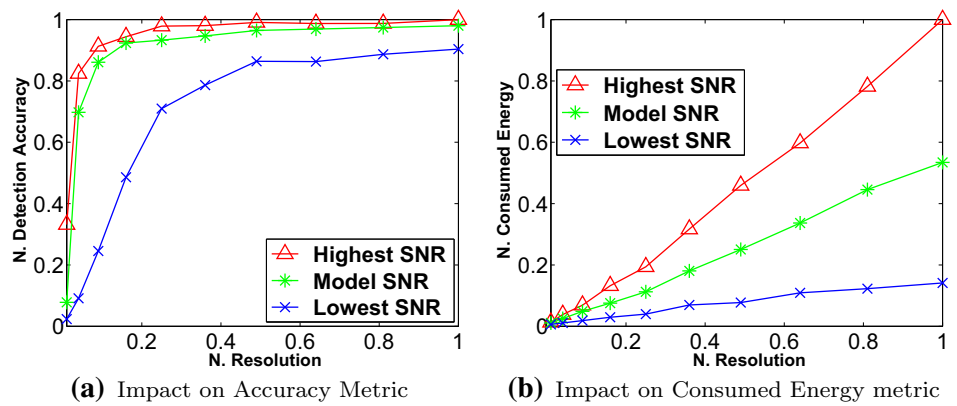 1
0.8
0.6
0.4
0.2
0
N. Detection Accuracy
Highest SNR
Model SNR
Lowest SNR
0.2
0.4
0.6
0.8
1
N. Resolution
(a) Impact on Accuracy Metric
1
0.8
0.6
0.4
0.2
0
N. Consumed Energy
Highest SNR
Model SNR
Lowest SNR
0.2
0.4
0.6
0.8
1
N. Resolution
(b) Impact on Consumed Energy metric